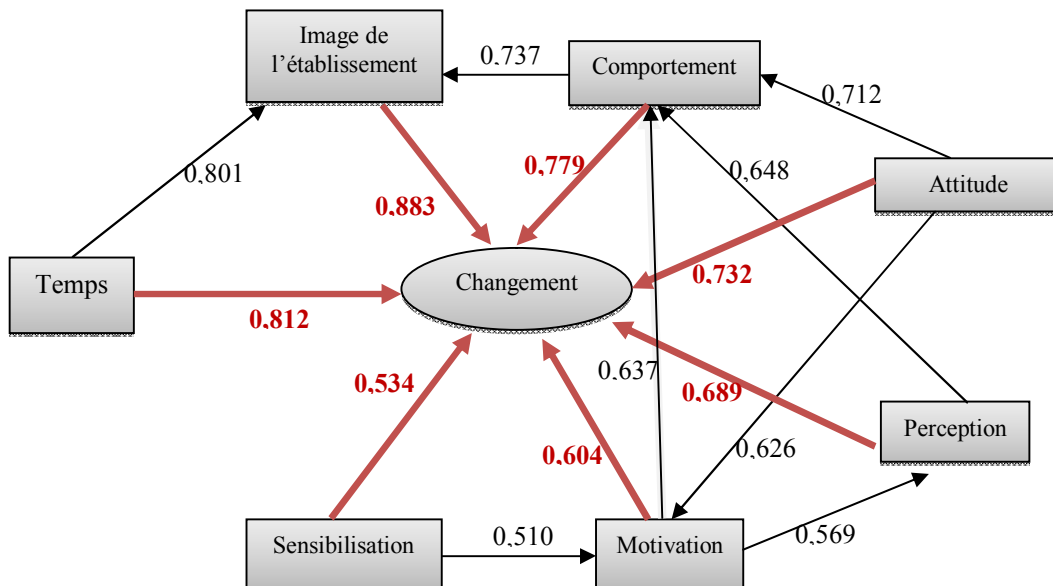 Image de
l’établissement
0,737
Comportement
0,712
0,801
0,883
0,779
0,648
Attitude
Temps
0,812
Changement
0,732
0,534
0,637
0,689
Perception
0,604
0,626
Sensibilisation
0,510
Motivation
0,569